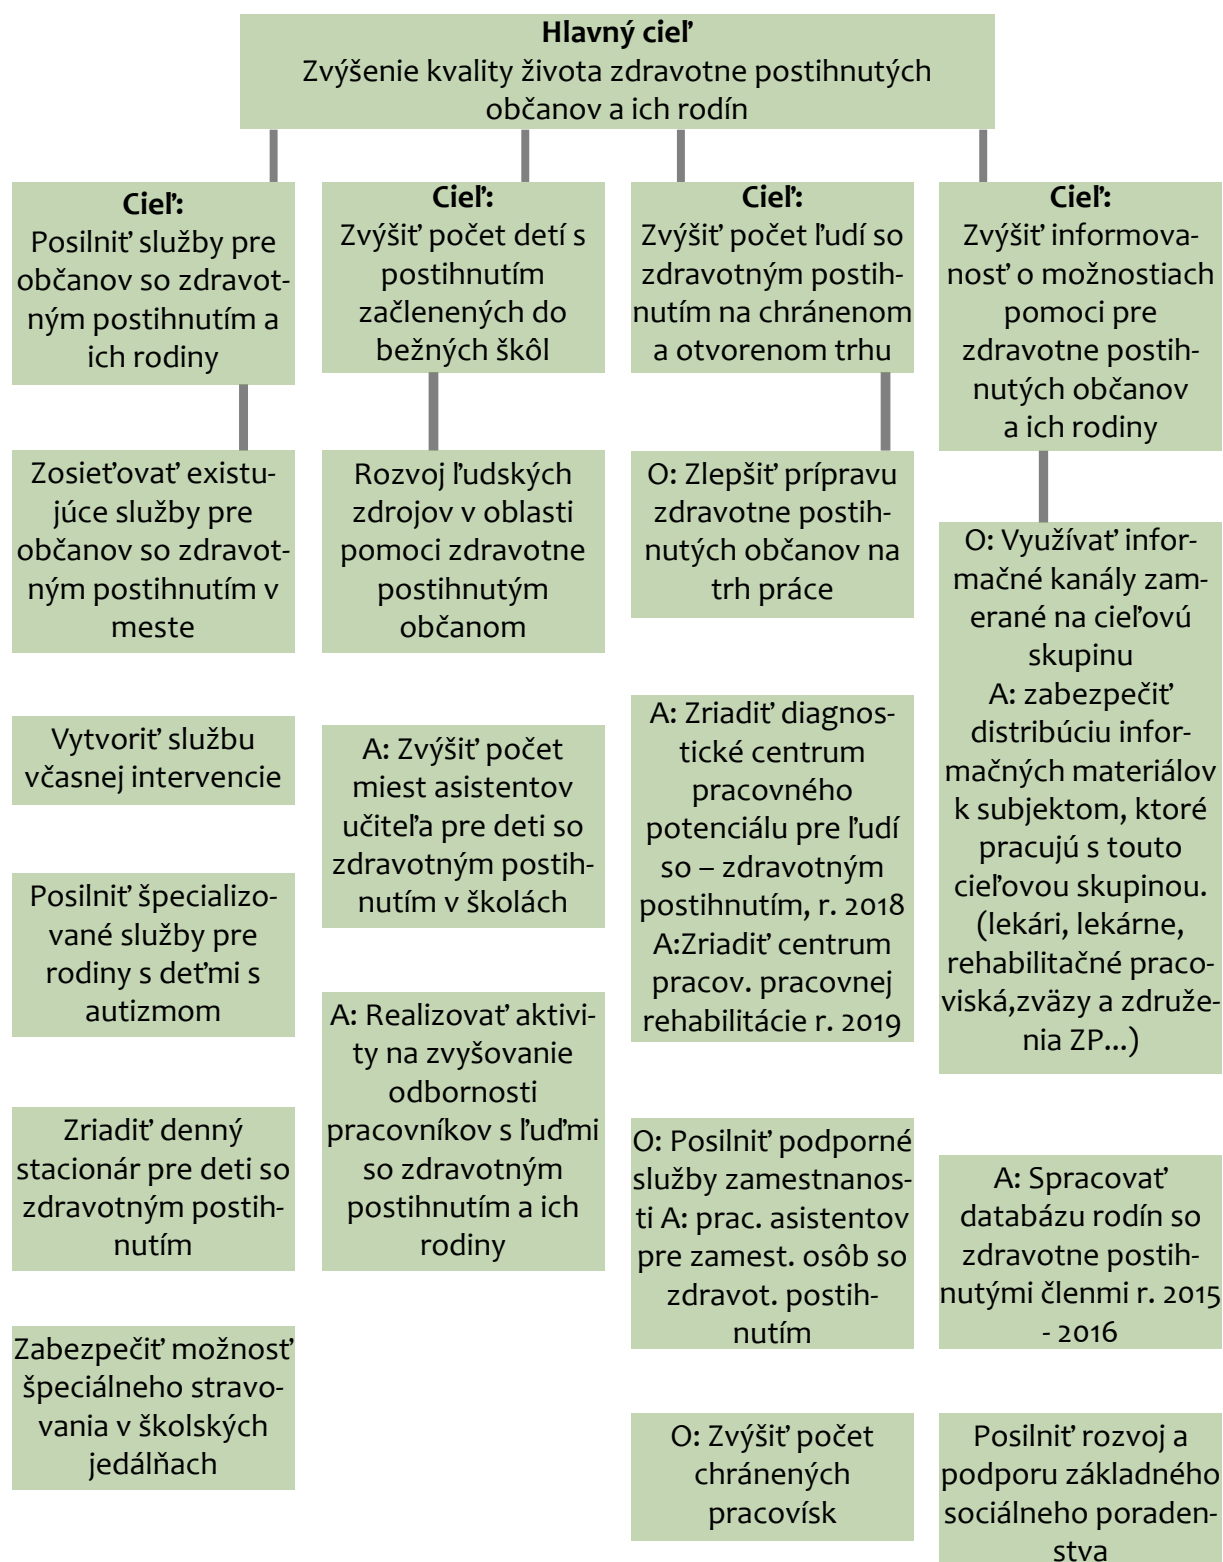 Hlavný cieľ
Zvýšenie kvality života zdravotne postihnutých
občanov a ich rodín
Cieľ:
Posilniť služby pre
občanov so zdravot-
ným postihnutím a
ich rodiny
Zosieťovať existu-
júce služby pre
občanov so zdravot-
ným postihnutím v
meste
Vytvoriť službu
včasnej intervencie
Posilniť špecializo-
vané služby pre
rodiny s deťmi s
autizmom
Zriadiť denný
stacionár pre deti so
zdravotným postih-
nutím
Zabezpečiť možnosť
špeciálneho stravo-
vania v školských
jedálňach
Cieľ:
Zvýšiť počet detí s
postihnutím
začlenených do
bežných škôl
Rozvoj ľudských
zdrojov v oblasti
pomoci zdravotne
postihnutým
občanom
A: Zvýšiť počet
miest asistentov
učiteľa pre deti so
zdravotným postih-
nutím v školách
A: Realizovať aktivi-
ty na zvyšovanie
odbornosti
pracovníkov s ľuďmi
so zdravotným
postihnutím a ich
rodiny
Cieľ:
Zvýšiť počet ľudí so
zdravotným postih-
nutím na chránenom
a otvorenom trhu
O: Zlepšiť prípravu
zdravotne postih-
nutých občanov na
trh práce
A: Zriadiť diagnos-
tické centrum
pracovného
potenciálu pre ľudí
so – zdravotným
postihnutím, r. 2018
A:Zriadiť centrum
pracov. pracovnej
rehabilitácie r. 2019
O: Posilniť podporné
služby zamestnanos-
ti A: prac. asistentov
pre zamest. osôb so
zdravot. postih-
nutím
O: Zvýšiť počet
chránených
pracovísk
Cieľ:
Zvýšiť informova-
nosť o možnostiach
pomoci pre
zdravotne postih-
nutých občanov
a ich rodiny
O: Využívať infor-
mačné kanály zam-
erané na cieľovú
skupinu
A: zabezpečiť
distribúciu infor-
mačných materiálov
k subjektom, ktoré
pracujú s touto
cieľovou skupinou.
(lekári, lekárne,
rehabilitačné praco-
viská,zväzy a združe-
nia ZP...)
A: Spracovať
databázu rodín so
zdravotne postih-
nutými členmi r. 2015
- 2016
Posilniť rozvoj a
podporu základného
sociálneho poraden-
stva